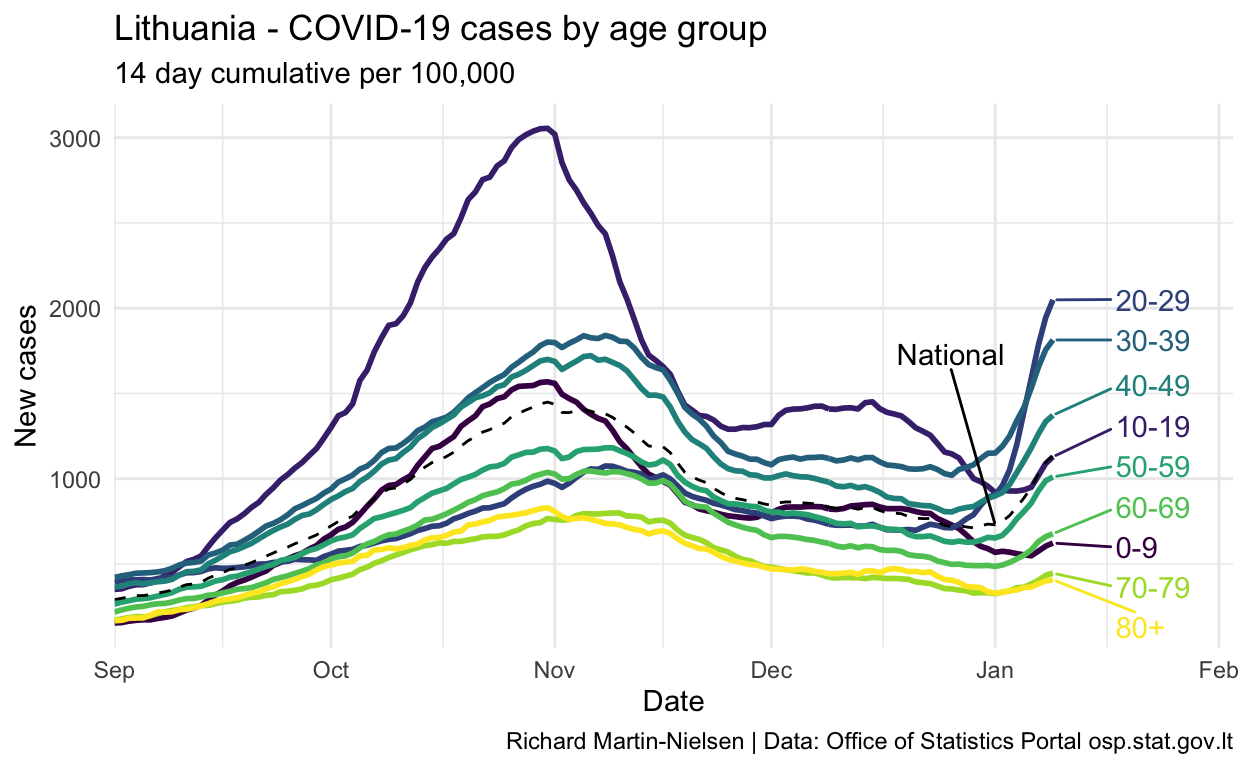 Lithuania - COVID-19 cases by age group
14 day cumulative per 100,000
New cases
3000
2000
1000
National
20-29
30-39
40-49
10-19
50-59
60-69
0-9
70-79
80+
Sep Oct Nov Dec Jan Feb
Date
Richard Martin-Nielsen | Data: Office of Statistics Portal osp.stat.gov.lt